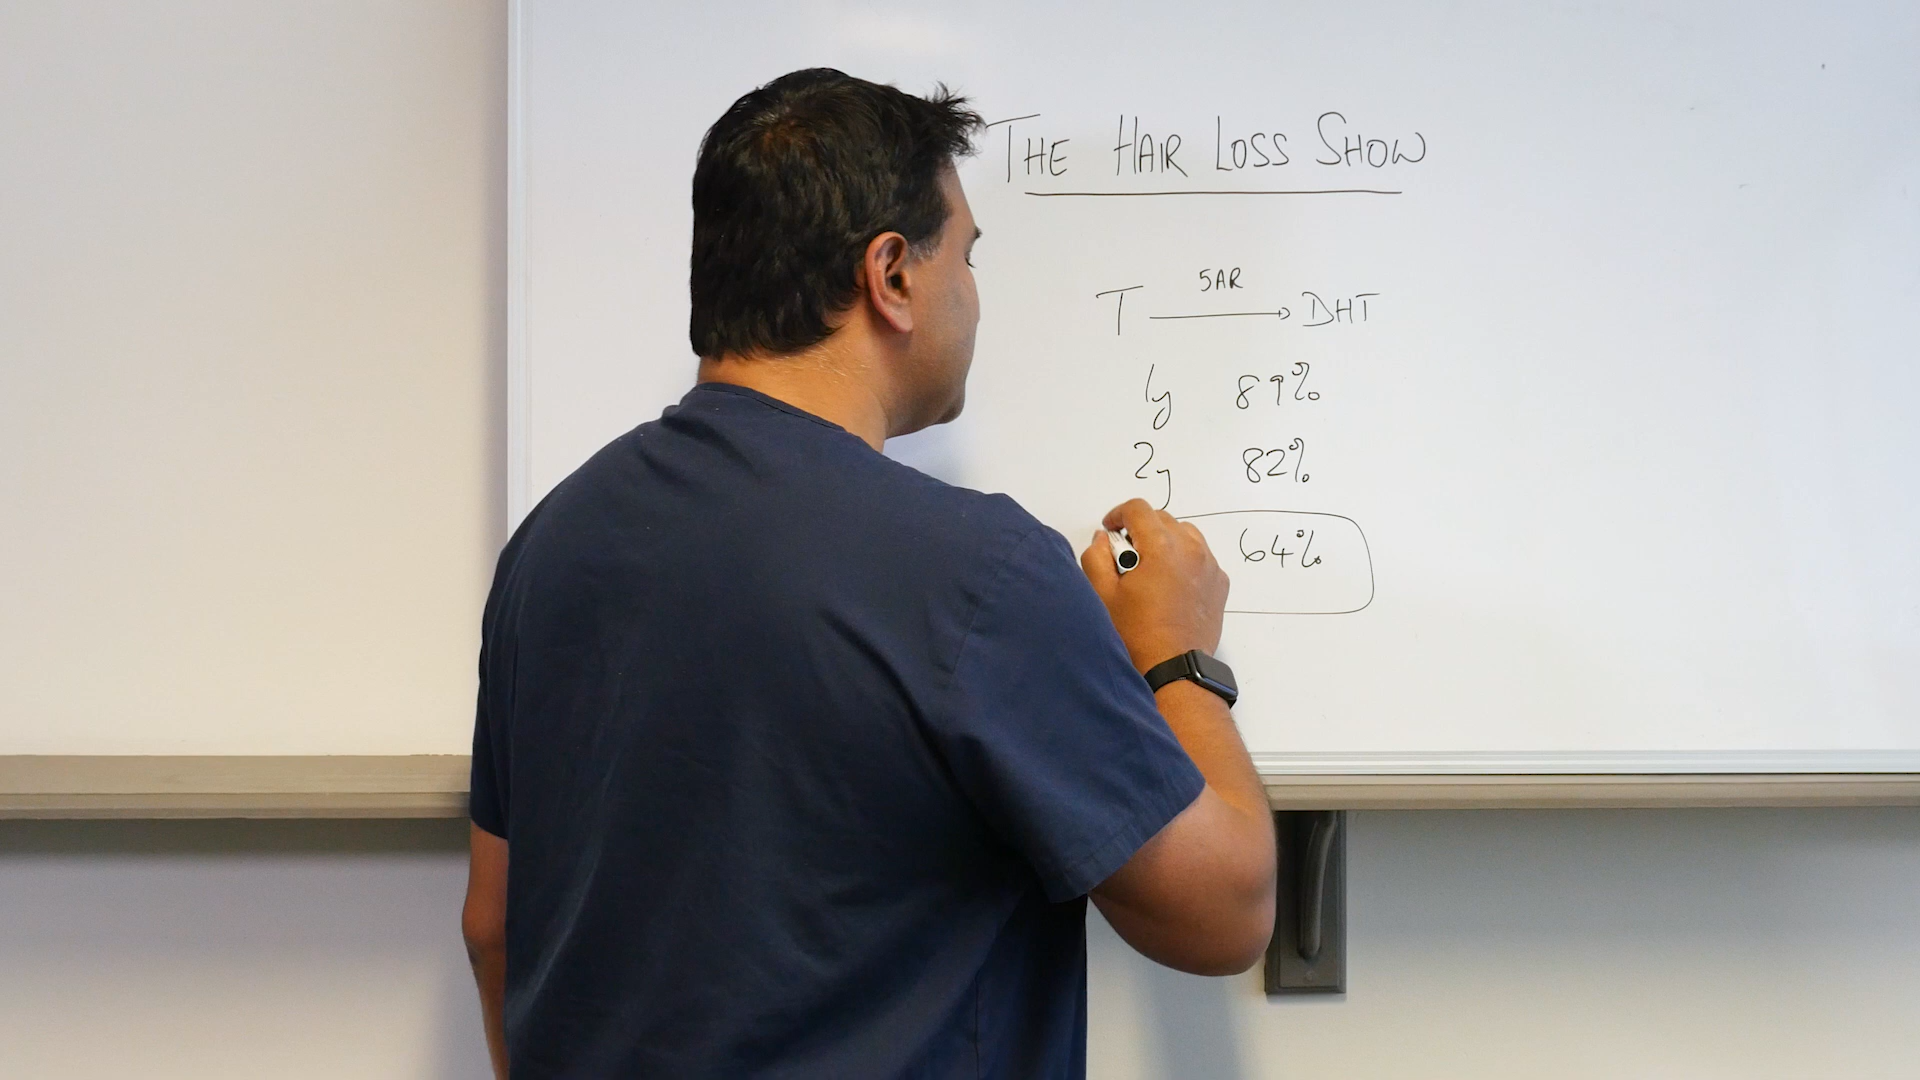 THE HAIR LOSS SHOW
5AR
T → DHT
1y 89%
2y 82%
64%